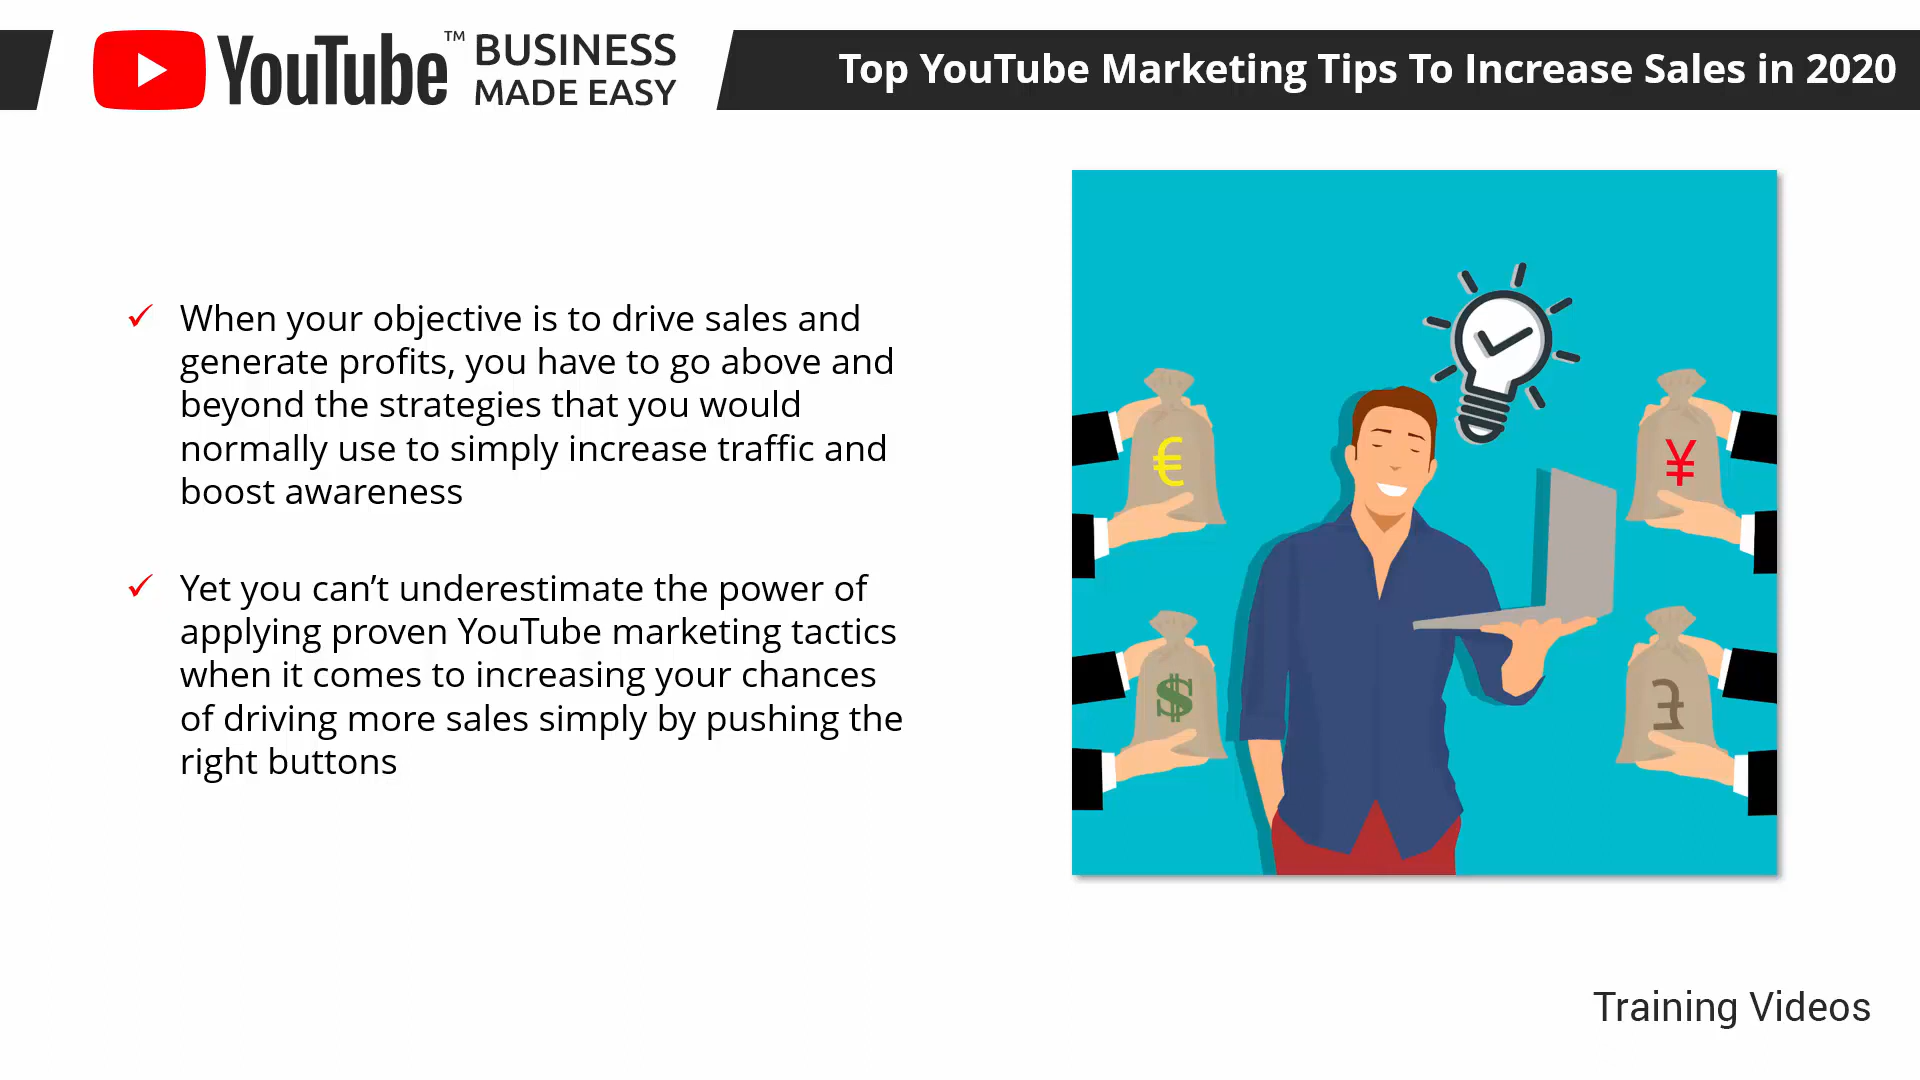 YouTube™ BUSINESS
MADE EASY
Top YouTube Marketing Tips To Increase Sales in 2020
✓ When your objective is to drive sales and
generate profits, you have to go above and
beyond the strategies that you would
normally use to simply increase traffic and
boost awareness
✓ Yet you can’t underestimate the power of
applying proven YouTube marketing tactics
when it comes to increasing your chances
of driving more sales simply by pushing the
right buttons
€
¥
$
£
Training Videos